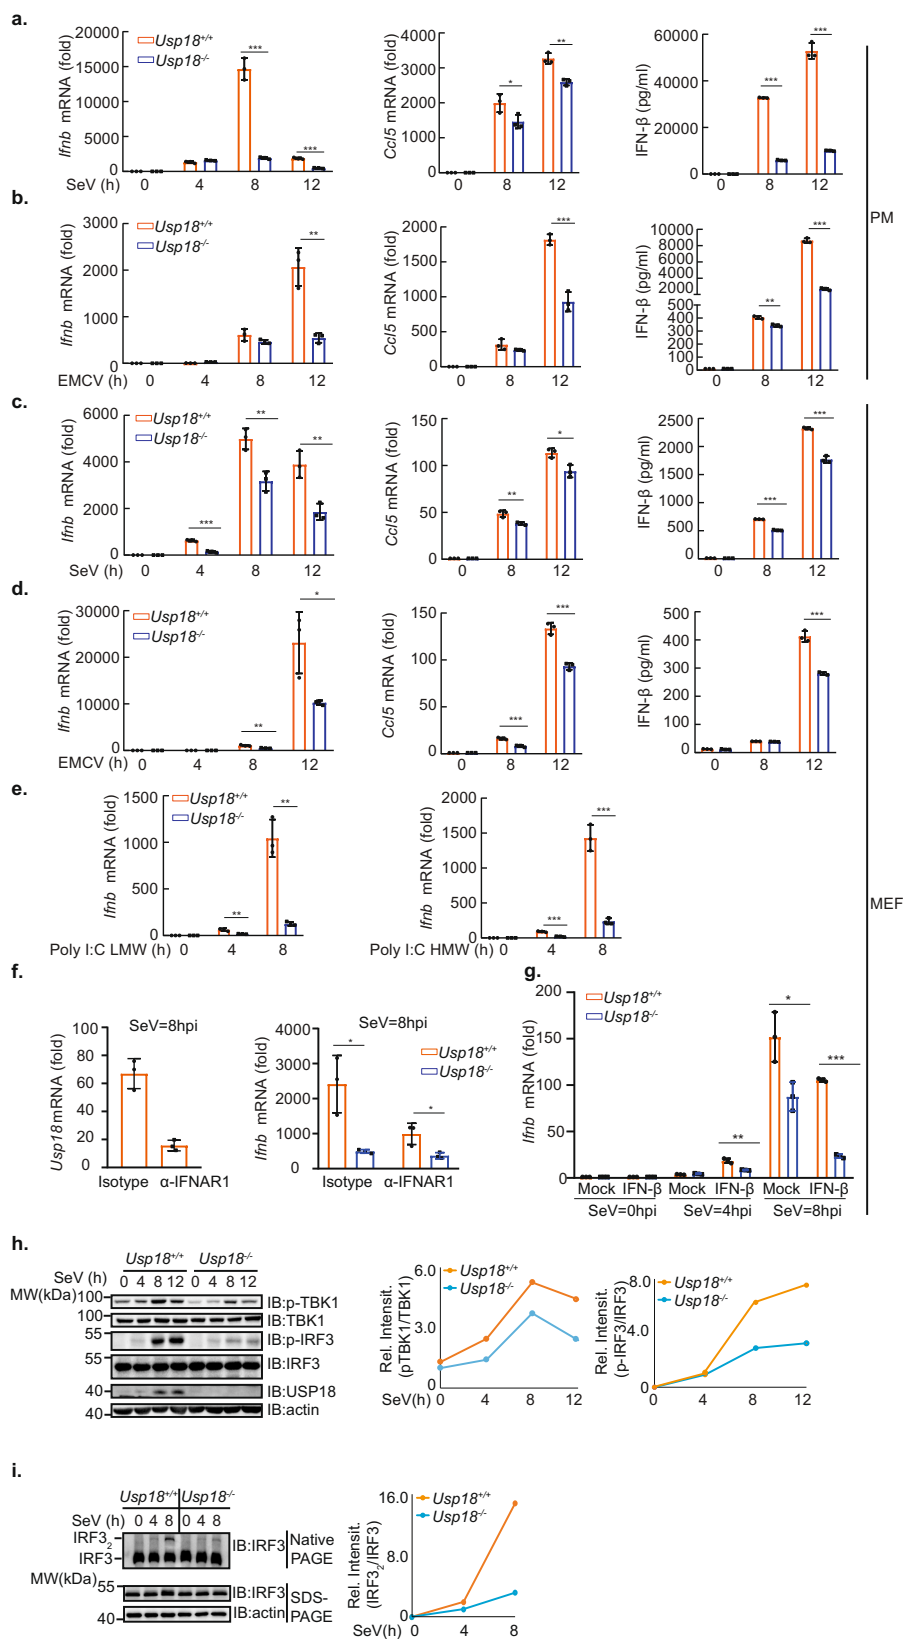 a.
Ifnb mRNA (fold)
20000
15000
10000
5000
0
Usp18+/+
Usp18-/-
***
***
SeV (h)
0
4
8
12
Ccl5 mRNA (fold)
5000
4000
3000
2000
1000
0
*
**
0
8
12
IFN-β (pg/ml)
60000
40000
20000
0
***
***
0
8
12
PM
b.
Ifnb mRNA (fold)
3000
2000
1000
0
Usp18+/+
Usp18-/-
**
EMCV (h)
0
4
8
12
Ccl5 mRNA (fold)
2000
1500
1000
500
0
***
0
8
12
IFN-β (pg/ml)
10000
8000
6000
4000
2000
500
400
300
200
100
0
**
***
0
8
12
c.
Ifnb mRNA (fold)
6000
4000
2000
0
Usp18+/+
Usp18-/-
***
**
**
SeV (h)
0
4
8
12
Ccl5 mRNA (fold)
150
100
50
0
**
*
0
8
12
IFN-β (pg/ml)
2500
2000
1500
1000
500
0
***
***
0
8
12
d.
Ifnb mRNA (fold)
30000
20000
10000
0
Usp18+/+
Usp18-/-
**
*
EMCV (h)
0
4
8
12
Ccl5 mRNA (fold)
150
100
50
0
***
***
0
8
12
IFN-β (pg/ml)
500
400
300
200
100
0
***
0
8
12
e.
Ifnb mRNA (fold)
1500
1000
500
0
Usp18+/+
Usp18-/-
**
**
Poly I:C LMW (h)
0
4
8
Ifnb mRNA (fold)
2000
1500
1000
500
0
***
***
Poly I:C HMW (h)
0
4
8
MEF
f.
SeV=8hpi
Usp18 mRNA (fold)
100
80
60
40
20
0
Isotype
α-IFNAR1
SeV=8hpi
Ifnb mRNA (fold)
4000
3000
2000
1000
0
*
*
Usp18+/+
Usp18-/-
Isotype
α-IFNAR1
g.
Ifnb mRNA (fold)
200
150
100
50
0
Usp18+/+
Usp18-/-
**
*
***
Mock IFN-β Mock IFN-β Mock IFN-β
SeV=0hpi SeV=4hpi SeV=8hpi
h.
Usp18+/+ Usp18-/-
SeV (h) 0 4 8 12 0 4 8 12
MW(kDa)
100
IB:p-TBK1
100
IB:TBK1
55
IB:p-IRF3
55
IB:IRF3
40
IB:USP18
40
IB:actin
Rel. Intensit.
(pTBK1/TBK1)
6.0
3.0
0
Usp18+/+
Usp18-/-
SeV(h)
0 4 8 12
Rel. Intensit.
(p-IRF3/IRF3)
8.0
4.0
0
Usp18+/+
Usp18-/-
SeV(h)
0 4 8 12
i.
Usp18+/+ Usp18-/-
SeV (h) 0 4 8 0 4 8
IRF32
IRF3
IB:IRF3
Native
PAGE
MW(kDa)
55
IB:IRF3
40
IB:actin
SDS-
PAGE
Rel. Intensit.
(IRF32/IRF3)
16.0
8.0
0
Usp18+/+
Usp18-/-
SeV(h)
0 4 8